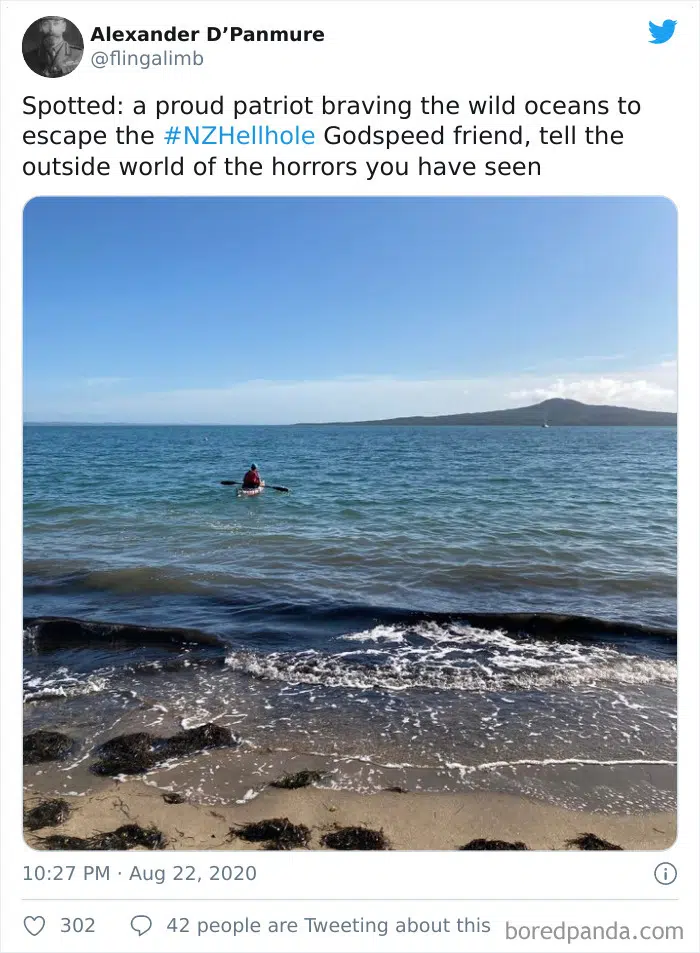 Alexander D’Panmure
@flingalimb
Spotted: a proud patriot braving the wild oceans to
escape the #NZHellhole Godspeed friend, tell the
outside world of the horrors you have seen
10:27 PM · Aug 22, 2020
302
42 people are Tweeting about this
boredpanda.com